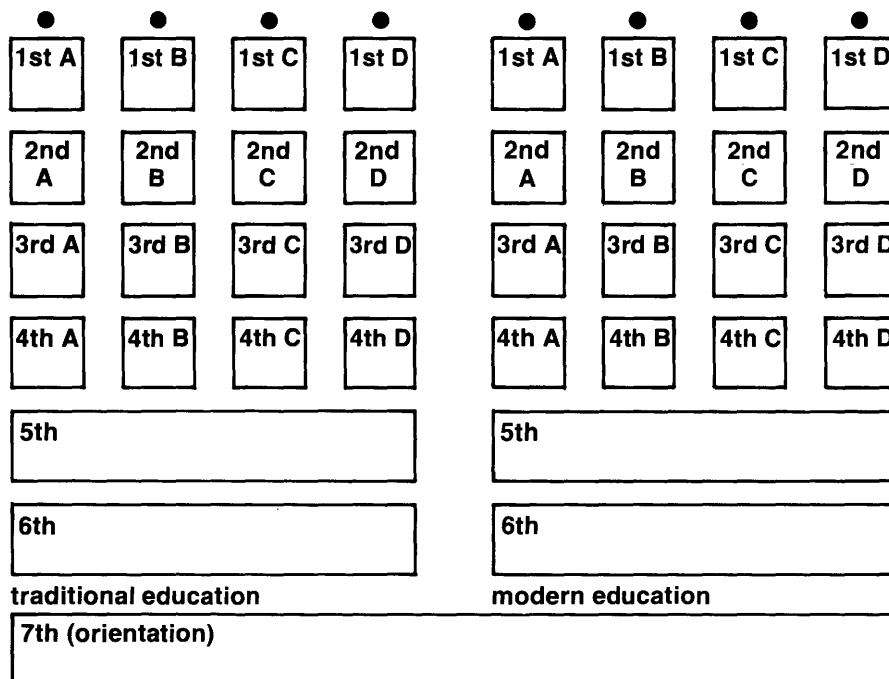 1st A 1st B 1st C 1st D 1st A 1st B 1st C 1st D
2nd A 2nd B 2nd C 2nd D 2nd A 2nd B 2nd C 2nd D
3rd A 3rd B 3rd C 3rd D 3rd A 3rd B 3rd C 3rd D
4th A 4th B 4th C 4th D 4th A 4th B 4th C 4th D
5th 5th
6th 6th
traditional education modern education
7th (orientation)